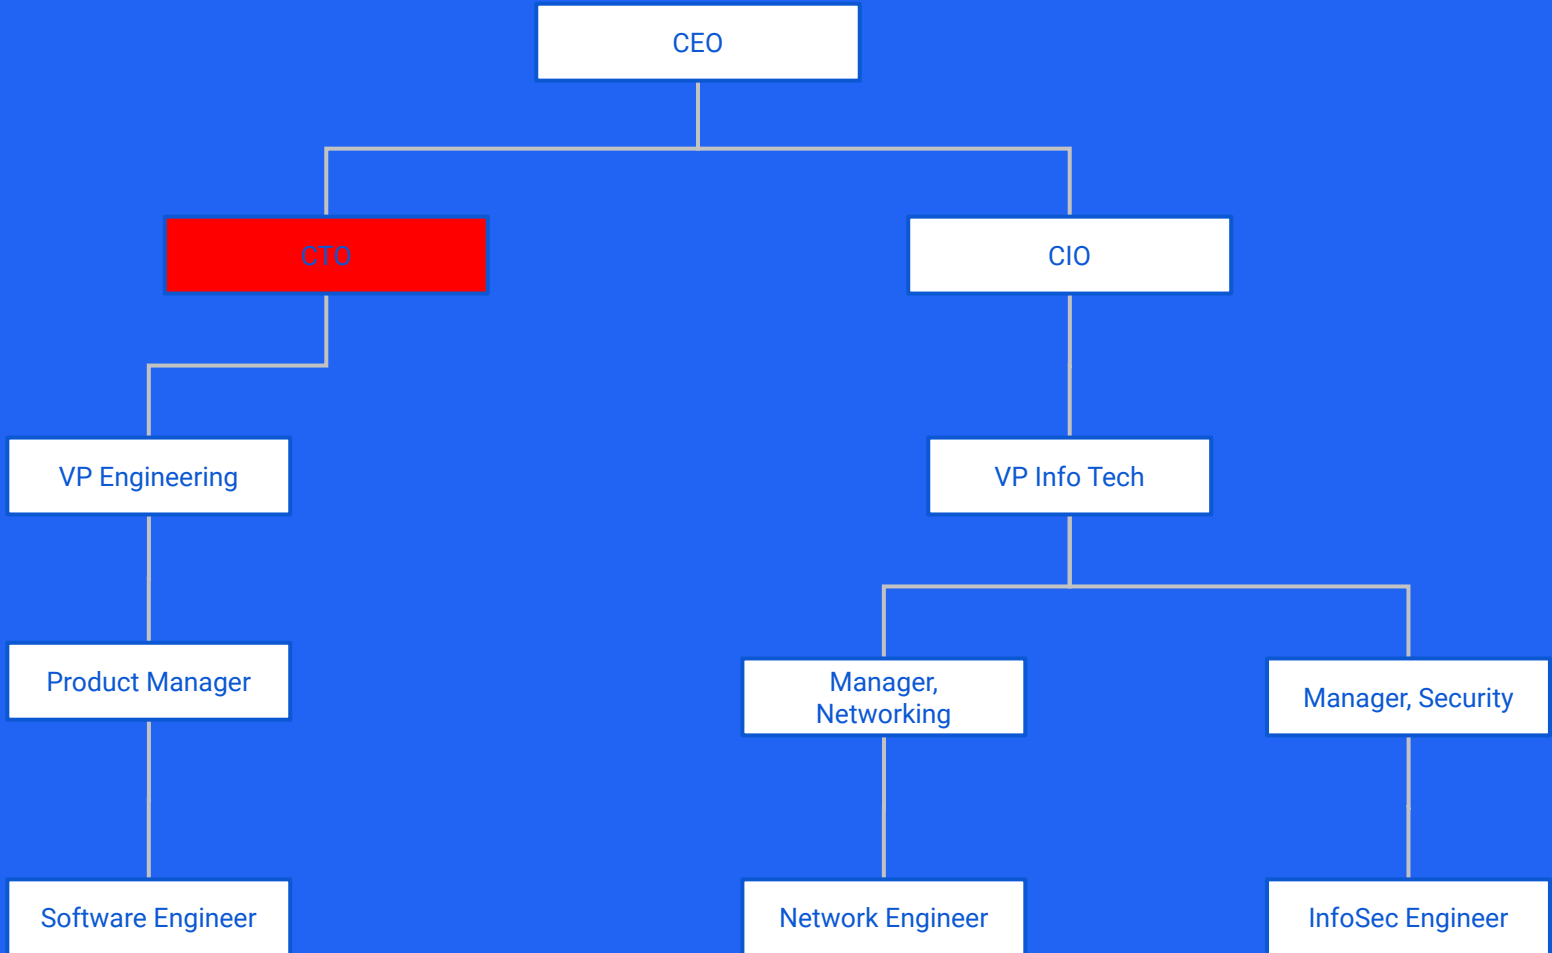 CEO
CTO
CIO
VP Engineering
VP Info Tech
Product Manager
Manager,
Networking
Manager, Security
Software Engineer
Network Engineer
InfoSec Engineer